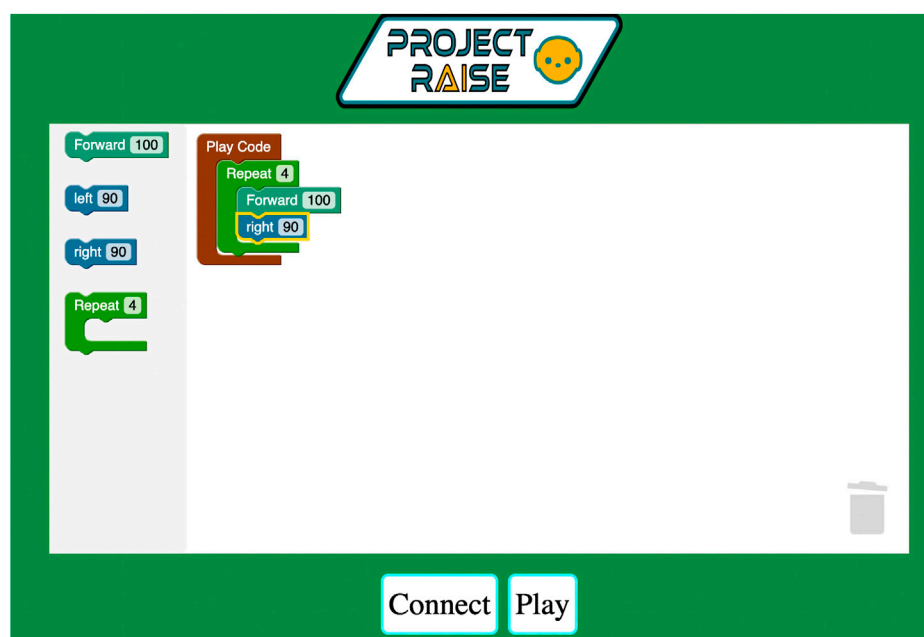 PROJECT
RAISE
Forward 100
left 90
right 90
Repeat 4
Play Code
Repeat 4
Forward 100
right 90
Connect
Play